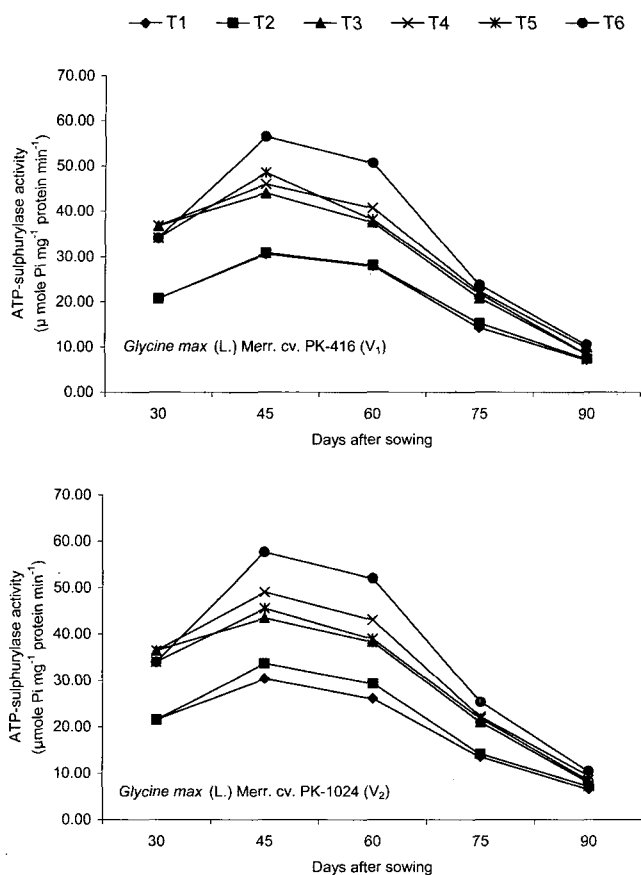 T1 T2 T3 T4 T5 T6
ATP-sulphurylase activity
(μ mole Pi mg⁻¹ protein min⁻¹)
70.00
60.00
50.00
40.00
30.00
20.00
10.00
0.00
Glycine max (L.) Merr. cv. PK-416 (V₁)
30 45 60 75 90
Days after sowing
ATP-sulphurylase activity
(μmole Pi mg⁻¹ protein min⁻¹)
70.00
60.00
50.00
40.00
30.00
20.00
10.00
0.00
Glycine max (L.) Merr. cv. PK-1024 (V₂)
30 45 60 75 90
Days after sowing